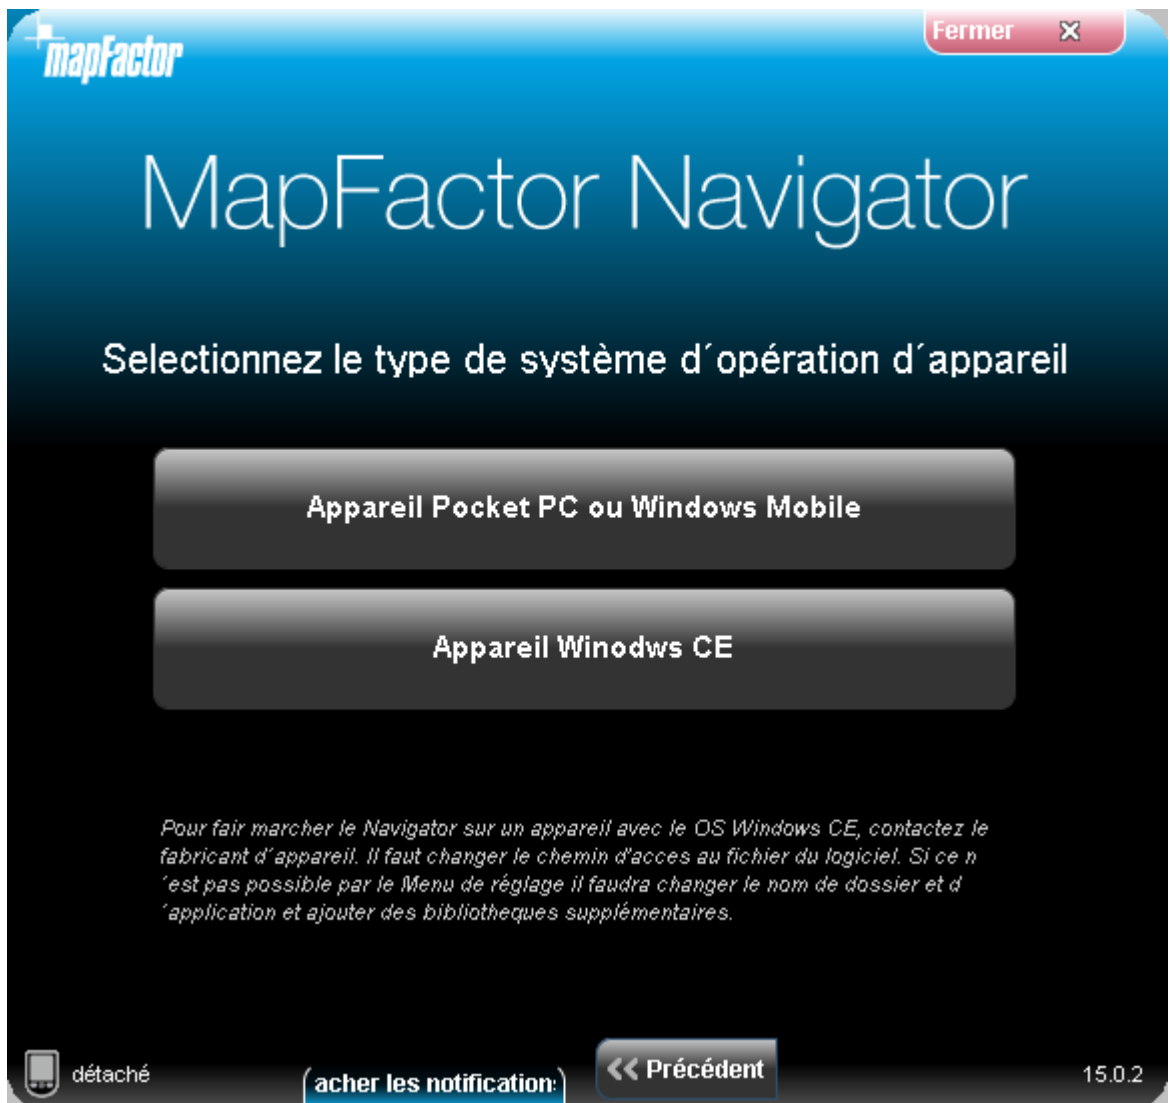 mapFactor
Fermer
MapFactor Navigator
Selectionnez le type de système d´opération d´appareil
Appareil Pocket PC ou Windows Mobile
Appareil Winodws CE
Pour fair marcher le Navigator sur un appareil avec le OS Windows CE, contactez le
fabricant d´appareil. Il faut changer le chemin d'acces au fichier du logiciel. Si ce n
´est pas possible par le Menu de réglage il faudra changer le nom de dossier et d
´application et ajouter des bibliotheques supplémentaires.
détaché
acher les notification
Précédent
15.0.2